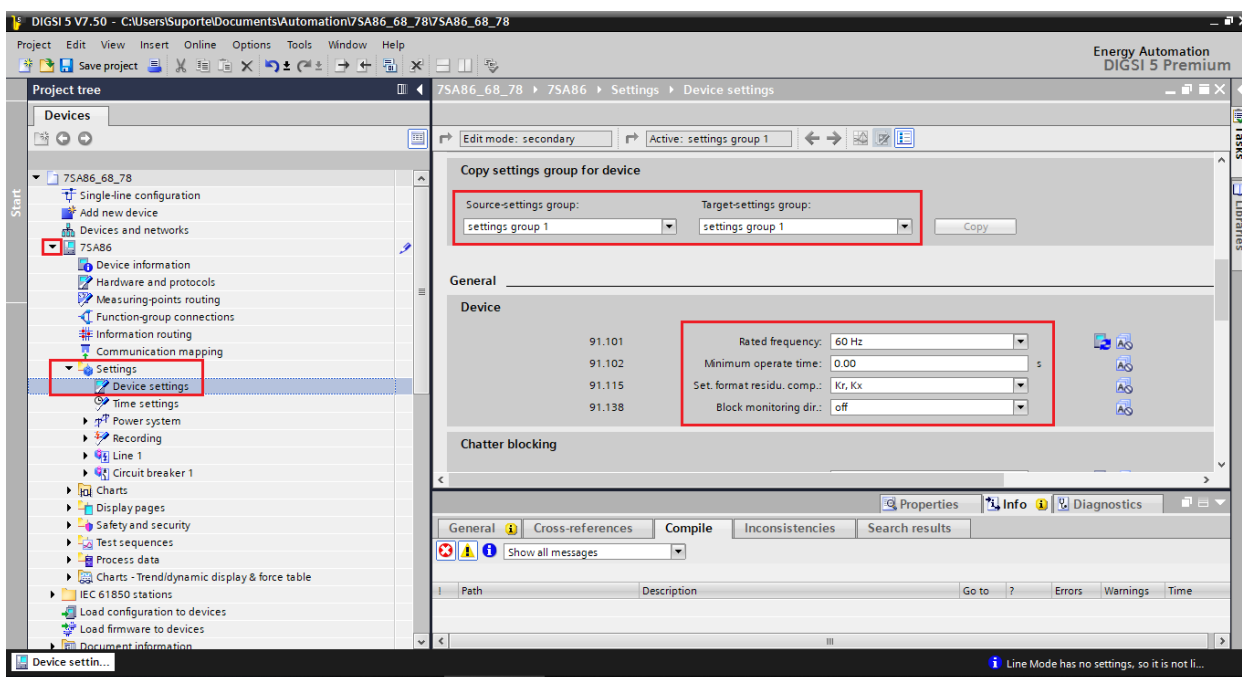 DIGSI 5 V7.50 - C:\Users\Suporte\Documents\Automation\7SA86_68_78\7SA86_68_78
Project Edit View Insert Online Options Tools Window Help
Energy Automation
DIGSI 5 Premium
Save project
Project tree
7SA86_68_78 7SA86 Settings Device settings
Devices
Edit mode: secondary
Active: settings group 1
Start
Tasks
Libraries
7SA86_68_78
Single-line configuration
Add new device
Devices and networks
7SA86
Device information
Hardware and protocols
Measuring-points routing
Function-group connections
Information routing
Communication mapping
Settings
Device settings
Time settings
Power system
Recording
Line 1
Circuit breaker 1
Charts
Display pages
Safety and security
Test sequences
Process data
Charts - Trend/dynamic display & force table
IEC 61850 stations
Load configuration to devices
Load firmware to devices
Document information
Copy settings group for device
Source-settings group: Target-settings group:
settings group 1 settings group 1 Copy
General
Device
91.101 Rated frequency: 60 Hz
91.102 Minimum operate time: 0.00 s
91.115 Set. format residu. comp.: Kr, Kx
91.138 Block monitoring dir.: off
Chatter blocking
Properties Info Diagnostics
General Cross-references Compile Inconsistencies Search results
Show all messages
! Path Description Go to ? Errors Warnings Time
Device settin...
Line Mode has no settings, so it is not li...